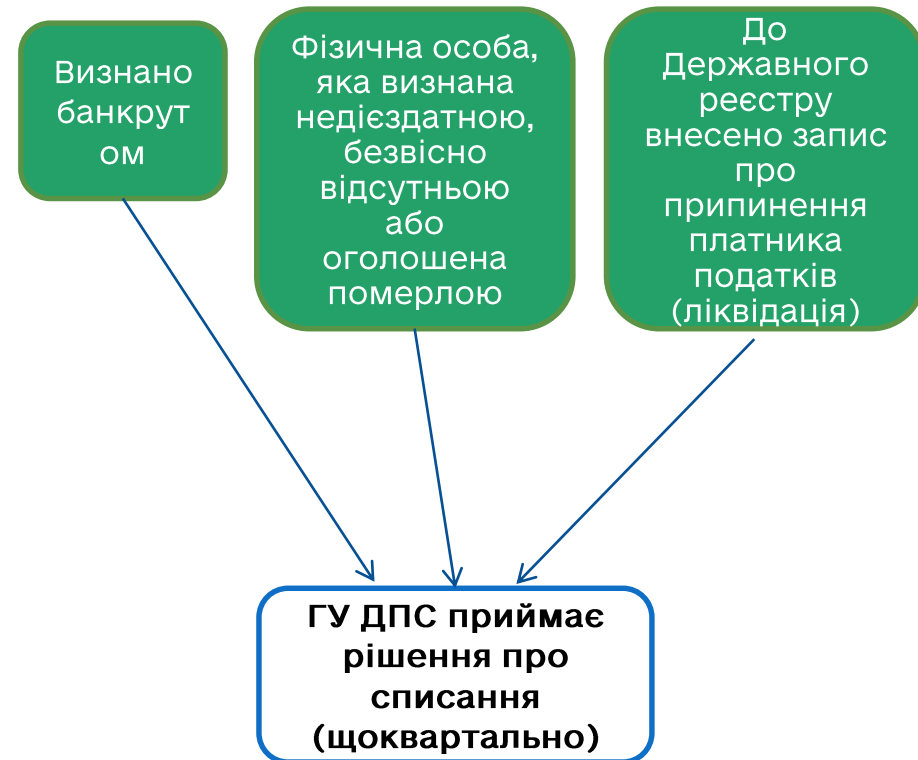 Визнано
банкрут
ом
Фізична особа,
яка визнана
недієздатною,
безвісно
відсутньою
або
оголошена
померлою
До
Державного
реєстру
внесено запис
про
припинення
платника
податків
(ліквідація)
ГУ ДПС приймає
рішення про
списання
(щоквартально)